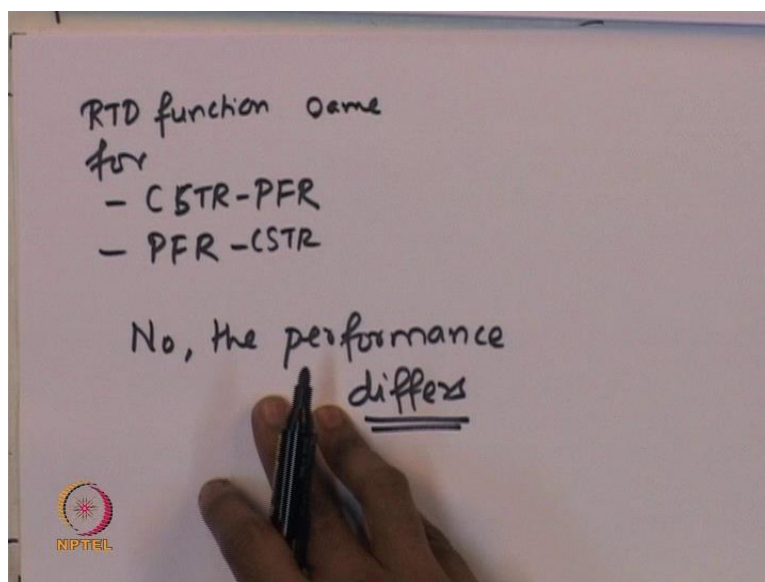 RTD function same
for
- CSTR-PFR
- PFR-CSTR
No, the performance
differs
NPTEL